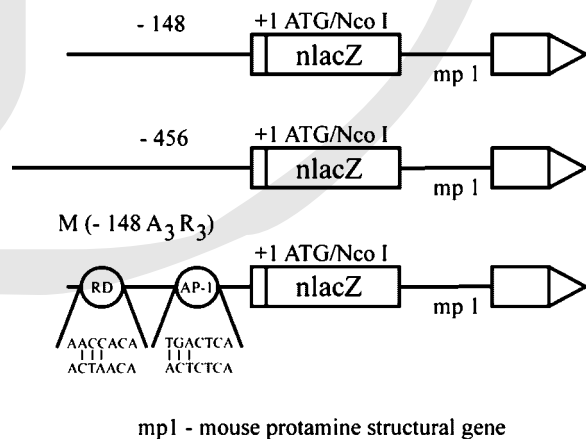 - 148
+1 ATG/Nco I
nlacZ
mp 1
- 456
+1 ATG/Nco I
nlacZ
mp 1
M (- 148 A3 R3)
+1 ATG/Nco I
RD
AP-1
nlacZ
mp 1
AACCACA
TGACTCA
ACTAACA
ACTCTCA
mp1 - mouse protamine structural gene